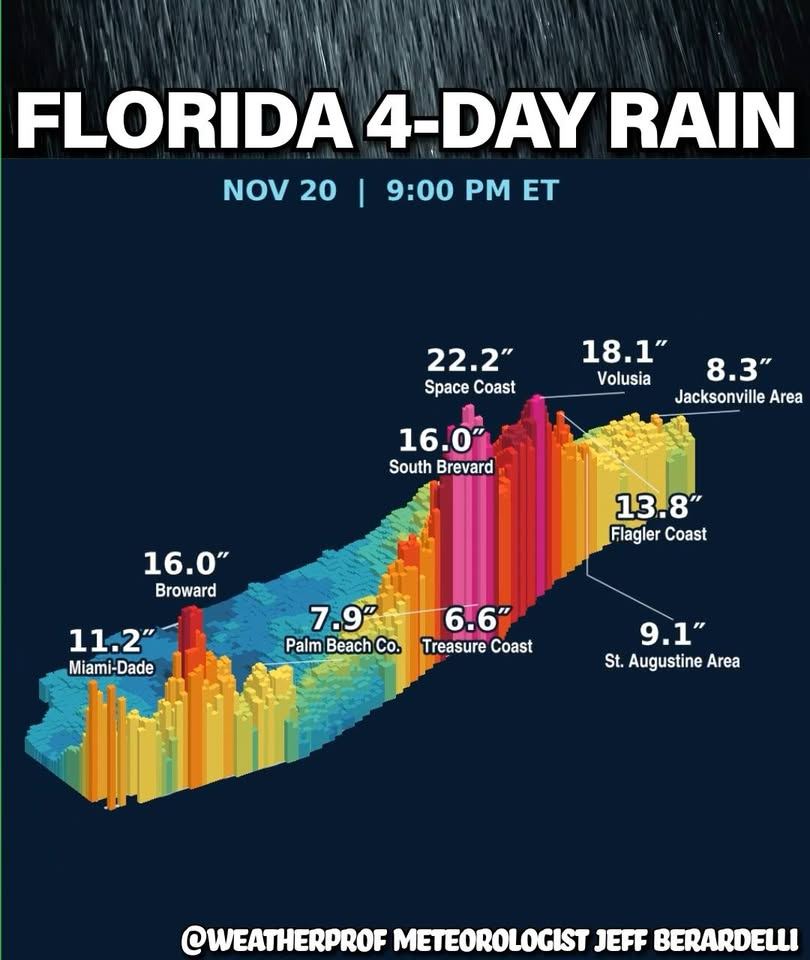 FLORIDA 4-DAY RAIN
NOV 20 | 9:00 PM ET
22.2″
Space Coast
18.1″
Volusia
8.3″
Jacksonville Area
16.0″
South Brevard
13.8″
Flagler Coast
16.0″
Broward
7.9″
Palm Beach Co.
6.6″
Treasure Coast
11.2″
Miami-Dade
9.1″
St. Augustine Area
@WEATHERPROF METEOROLOGIST JEFF BERARDELLI